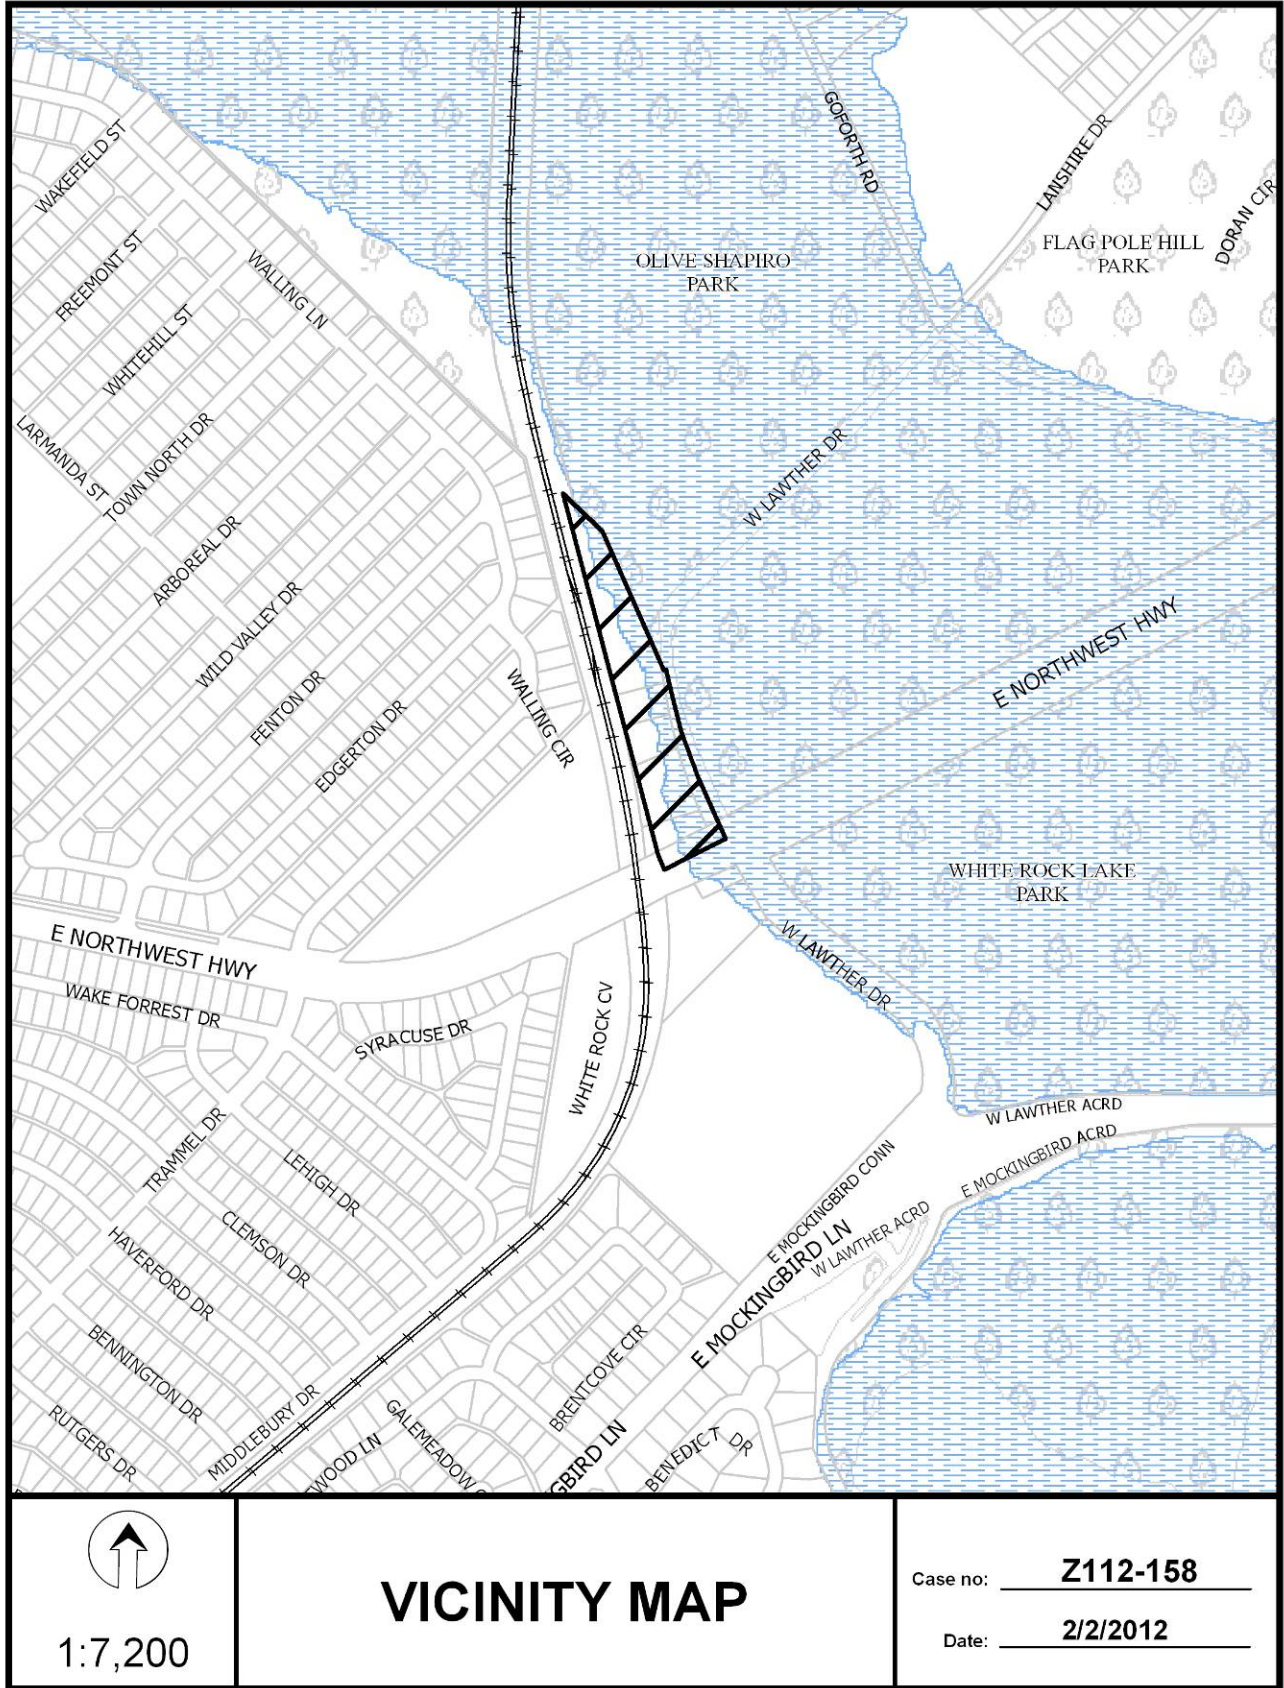 GOFORTH RD
LANSHIRE DR
WAKEFIELD ST
DORAN CIR
FLAG POLE HILL
PARK
OLIVE SHAPIRO
PARK
FREEMONT ST
WALLING LN
WHITEHILL ST
LARMANDA ST
TOWN NORTH DR
W LAWTHER DR
ARBOREAL DR
WILD VALLEY DR
E NORTHWEST HWY
FENTON DR
WALLING CIR
EDGERTON DR
WHITE ROCK LAKE
PARK
E NORTHWEST HWY
W LAWTHER DR
WAKE FORREST DR
SYRACUSE DR
WHITE ROCK CV
W LAWTHER ACRD
E MOCKINGBIRD ACRD
TRAMMEL DR
LEHIGH DR
E MOCKINGBIRD CONN
CLEMSON DR
W LAWTHER ACRD
HAVERFORD DR
E MOCKINGBIRD LN
BENNINGTON DR
BRENTCOVE CIR
MIDDLEBURY DR
RUTGERS DR
WOOD LN
GALEMEADOW
GBIRD LN
BENEDICT DR
1:7,200
VICINITY MAP
Case no: Z112-158
Date: 2/2/2012